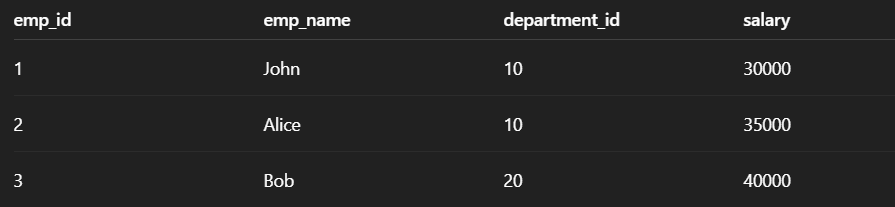 emp_id emp_name department_id salary
1 John 10 30000
2 Alice 10 35000
3 Bob 20 40000